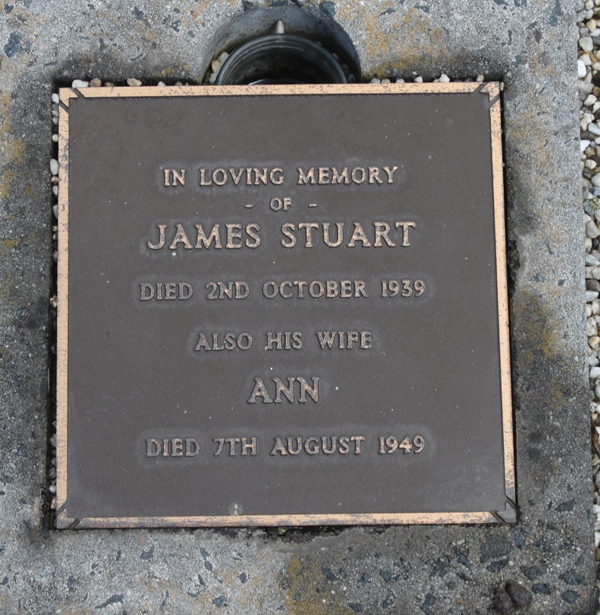 IN LOVING MEMORY
- OF -
JAMES STUART
DIED 2ND OCTOBER 1939
ALSO HIS WIFE
ANN
DIED 7TH AUGUST 1949